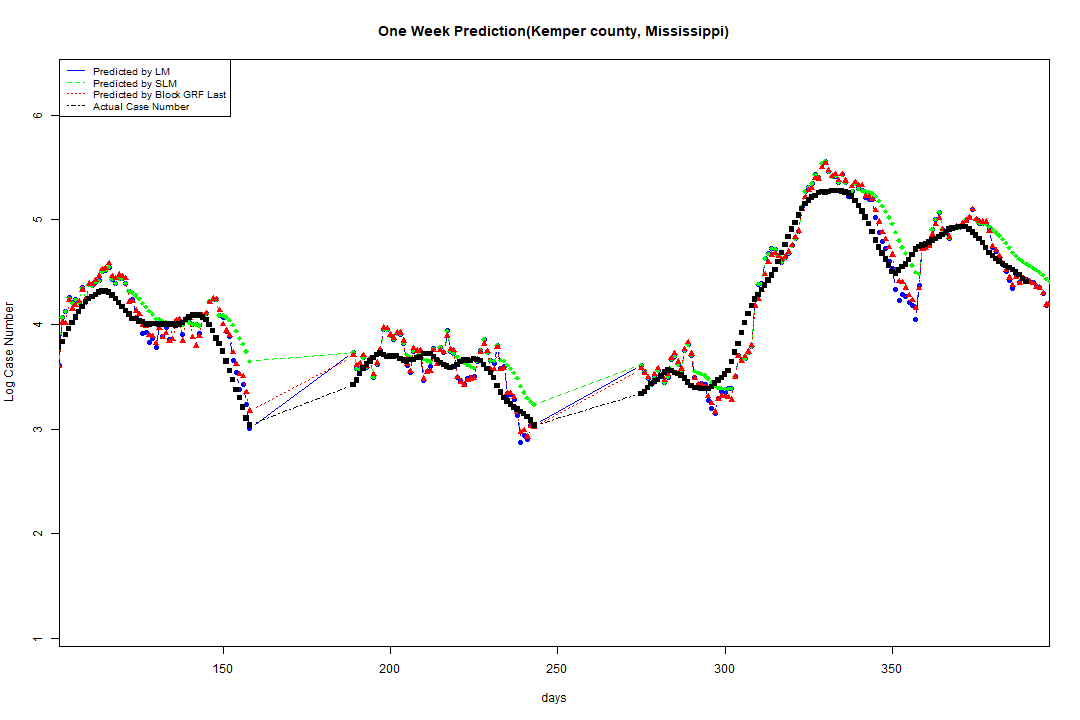 One Week Prediction(Kemper county, Mississippi)
Predicted by LM
Predicted by SLM
Predicted by Block GRF Last
Actual Case Number
6
5
4
3
2
1
Log Case Number
150 200 250 300 350
days